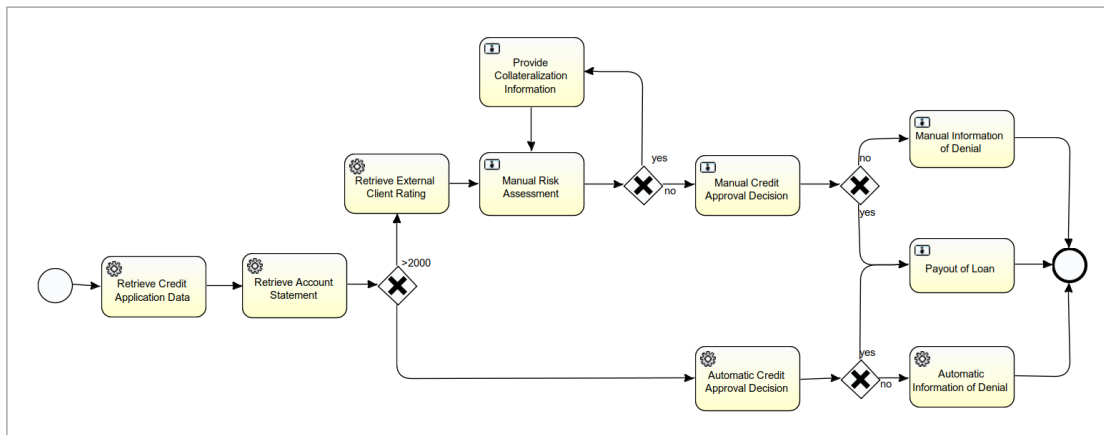 Provide
Collateralization
Information
yes
no
Retrieve External
Client Rating
Manual Risk
Assessment
Manual Credit
Approval Decision
no
yes
Manual Information
of Denial
>2000
Retrieve Credit
Application Data
Retrieve Account
Statement
Payout of Loan
Automatic Credit
Approval Decision
yes
no
Automatic
Information of Denial